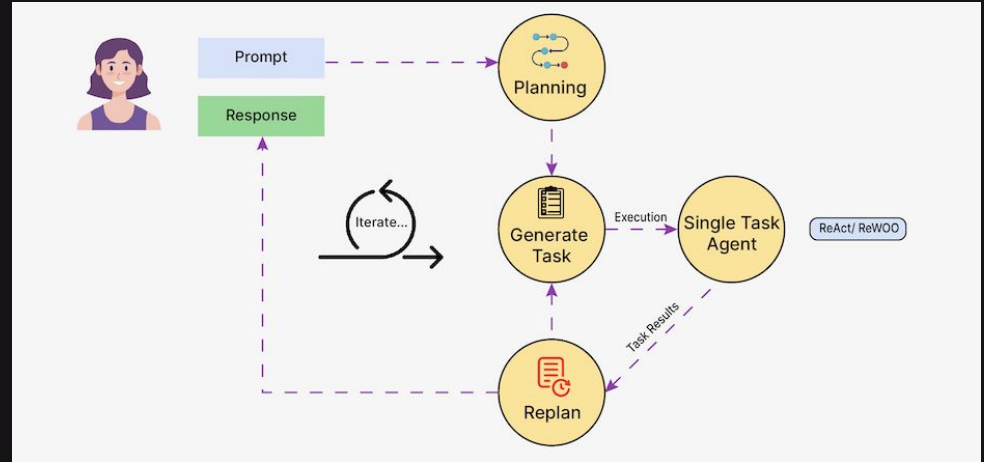 Prompt
Planning
Response
Iterate...
Generate
Task
Execution
Single Task
Agent
ReAct/ ReWOO
Task Results
Replan